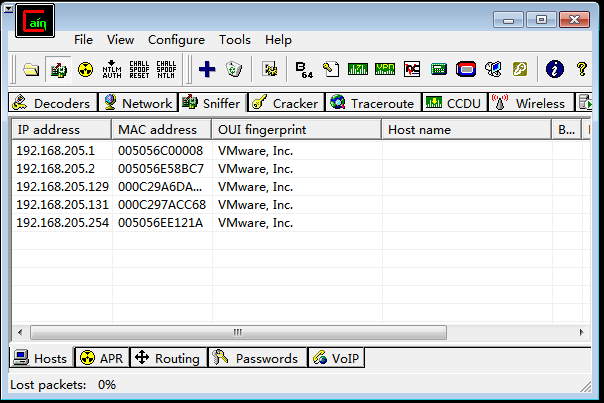 Cain
File View Configure Tools Help
NTLM AUTH CHALL SPOOF RESET CHALL SPOOF NTLM B64
Decoders Network Sniffer Cracker Traceroute CCDU Wireless
IP address MAC address OUI fingerprint Host name B...
192.168.205.1 005056C00008 VMware, Inc.
192.168.205.2 005056E58BC7 VMware, Inc.
192.168.205.129 000C29A6DA... VMware, Inc.
192.168.205.131 000C297ACC68 VMware, Inc.
192.168.205.254 005056EE121A VMware, Inc.
Hosts APR Routing Passwords VoIP
Lost packets: 0%